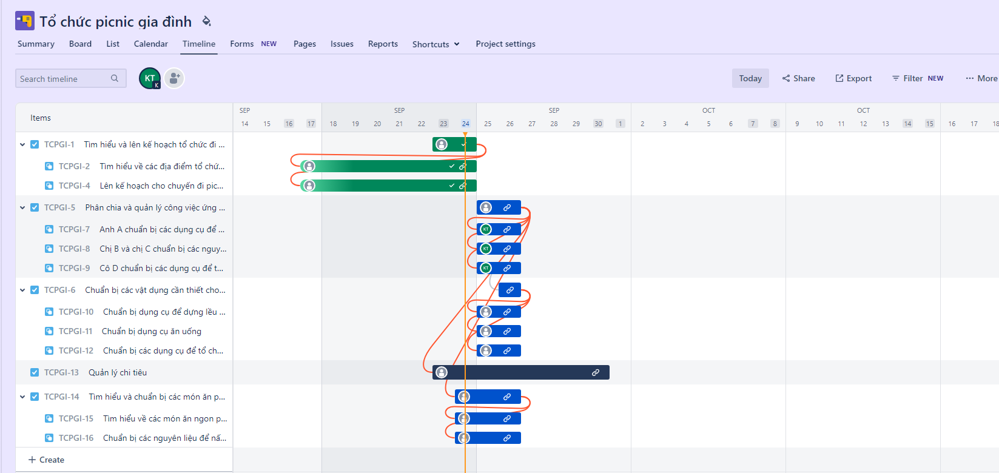 Tổ chức picnic gia đình
Summary Board List Calendar Timeline Forms NEW Pages Issues Reports Shortcuts Project settings
Search timeline KT K Today Share Export Filter NEW More
Items SEP SEP SEP OCT OCT
14 15 16 17 18 19 20 21 22 23 24 25 26 27 28 29 30 1 2 3 4 5 6 7 8 9 10 11 12 13 14 15 16 17 18
TCPGI-1 Tìm hiểu và lên kế hoạch tổ chức đi ...
TCPGI-2 Tìm hiểu về các địa điểm tổ chứ...
TCPGI-4 Lên kế hoạch cho chuyến đi pic...
TCPGI-5 Phân chia và quản lý công việc ứng ...
TCPGI-7 Anh A chuẩn bị các dụng cụ để ... KT
TCPGI-8 Chị B và chị C chuẩn bị các nguy... KT
TCPGI-9 Cô D chuẩn bị các dụng cụ để t... KT
TCPGI-6 Chuẩn bị các vật dụng cần thiết cho...
TCPGI-10 Chuẩn bị dụng cụ để dựng lều ...
TCPGI-11 Chuẩn bị dụng cụ ăn uống
TCPGI-12 Chuẩn bị các dụng cụ để tổ ch...
TCPGI-13 Quản lý chi tiêu
TCPGI-14 Tìm hiểu và chuẩn bị các món ăn p...
TCPGI-15 Tìm hiểu về các món ăn ngon p...
TCPGI-16 Chuẩn bị các nguyên liệu để nấ...
+ Create